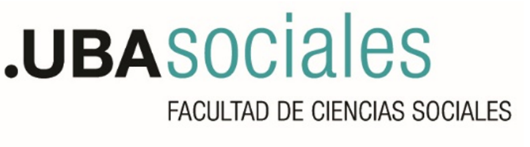 .UBAsociales
FACULTAD DE CIENCIAS SOCIALES